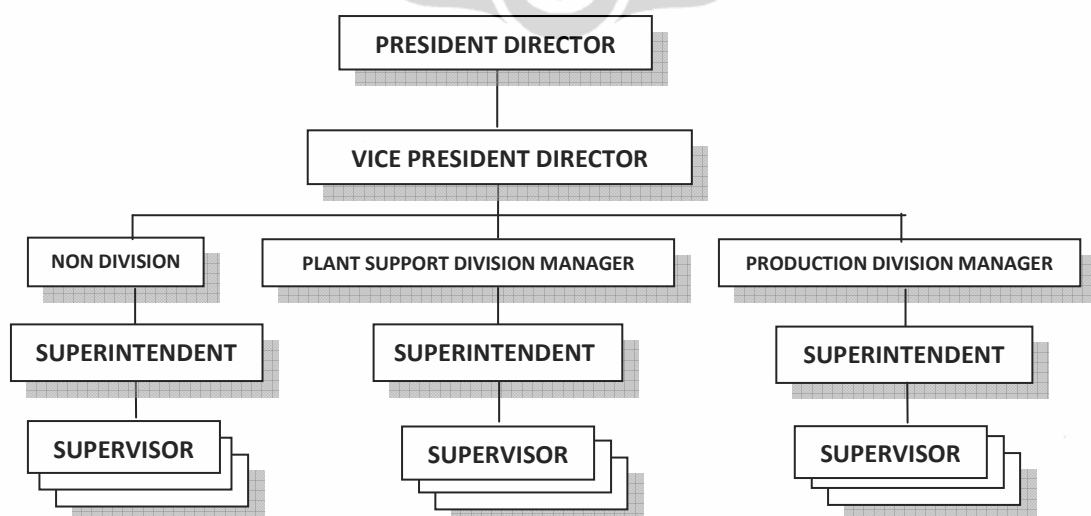 PRESIDENT DIRECTOR
VICE PRESIDENT DIRECTOR
NON DIVISION
PLANT SUPPORT DIVISION MANAGER
PRODUCTION DIVISION MANAGER
SUPERINTENDENT
SUPERINTENDENT
SUPERINTENDENT
SUPERVISOR
SUPERVISOR
SUPERVISOR